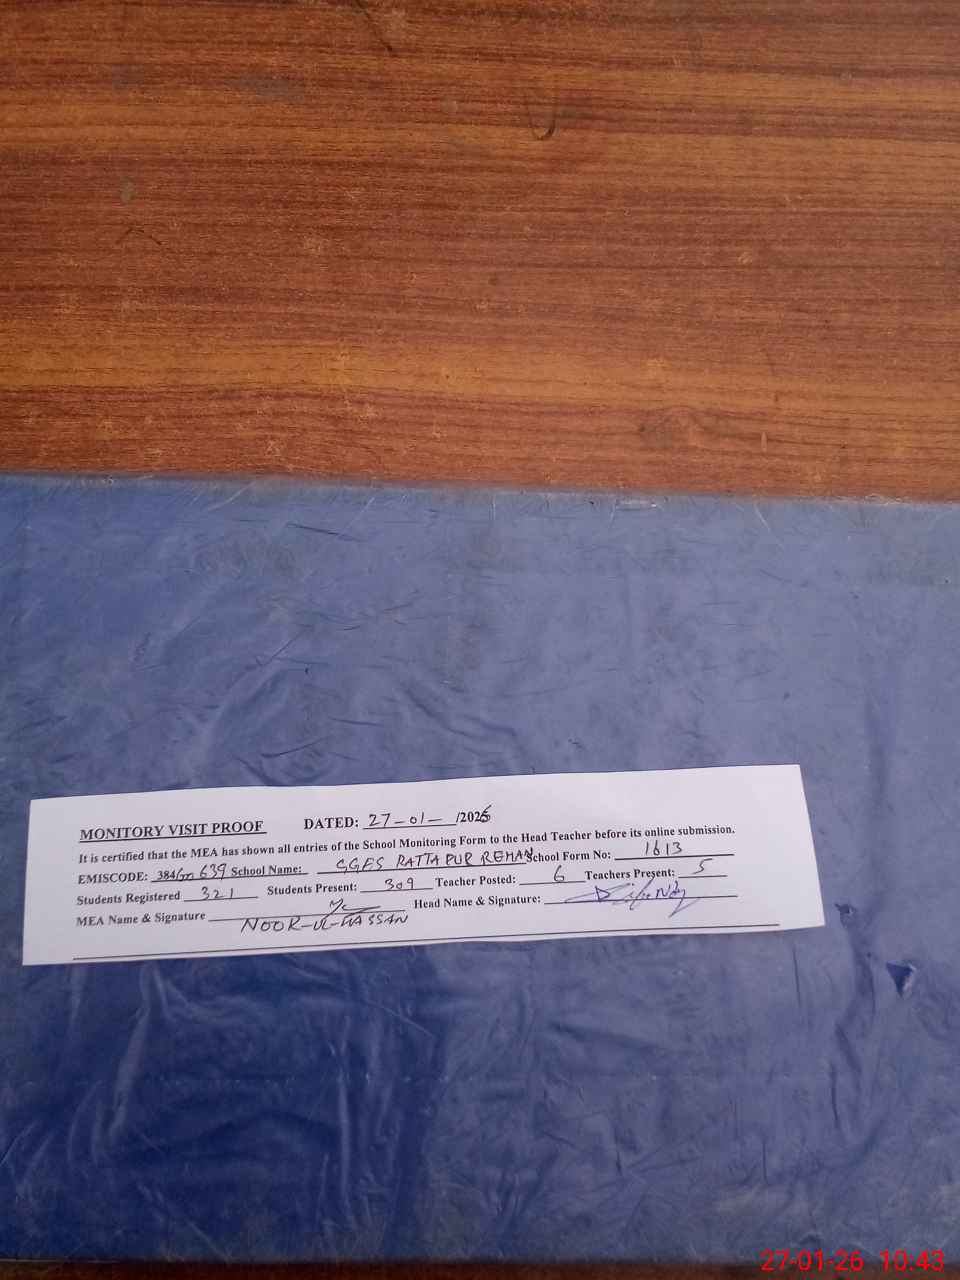 MONITORY VISIT PROOF DATED: 27-01-/2026
It is certified that the MEA has shown all entries of the School Monitoring Form to the Head Teacher before its online submission.
EMISCODE: 384 639 School Name: GGES RATTA PUR REHAN School Form No: 1613
Students Registered 321 Students Present: 309 Teacher Posted: 6 Teachers Present: 5
MEA Name & Signature NOOR-UL-HASSAN Head Name & Signature:
27-01-26 10:43